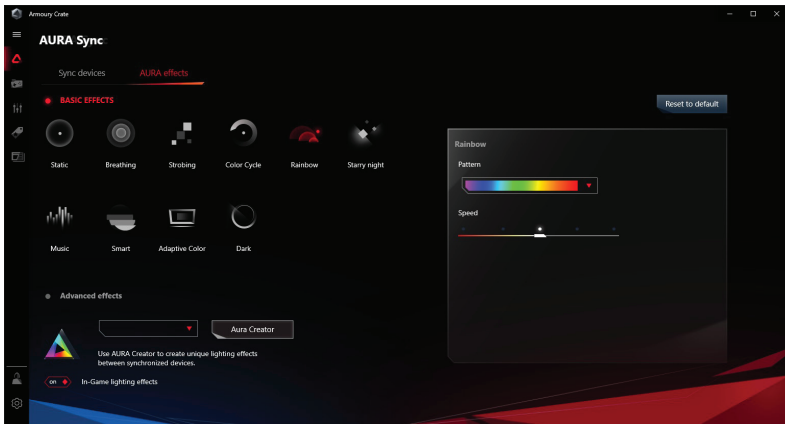 Armoury Crate
AURA Sync
Sync devices
AURA effects
BASIC EFFECTS
Reset to default
Static
Breathing
Strobing
Color Cycle
Rainbow
Starry night
Music
Smart
Adaptive Color
Dark
Rainbow
Pattern
Speed
Advanced effects
Aura Creator
Use AURA Creator to create unique lighting effects
between synchronized devices.
on
In-Game lighting effects